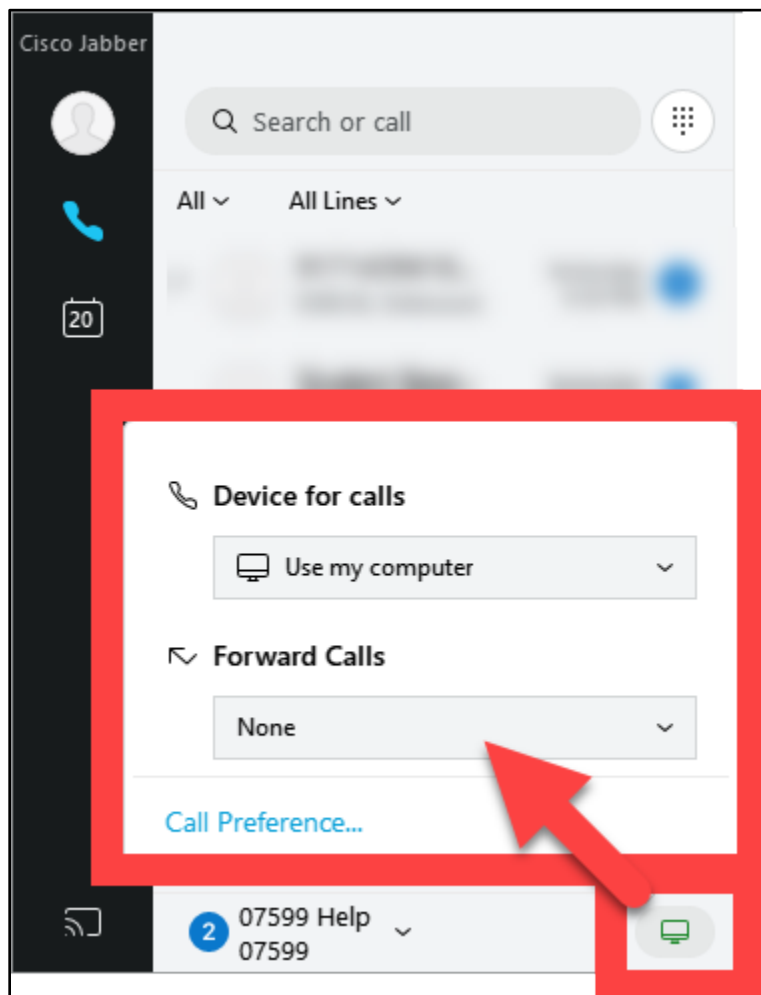 Cisco Jabber
Search or call
All All Lines
20
Device for calls
Use my computer
Forward Calls
None
Call Preference...
2 07599 Help
07599